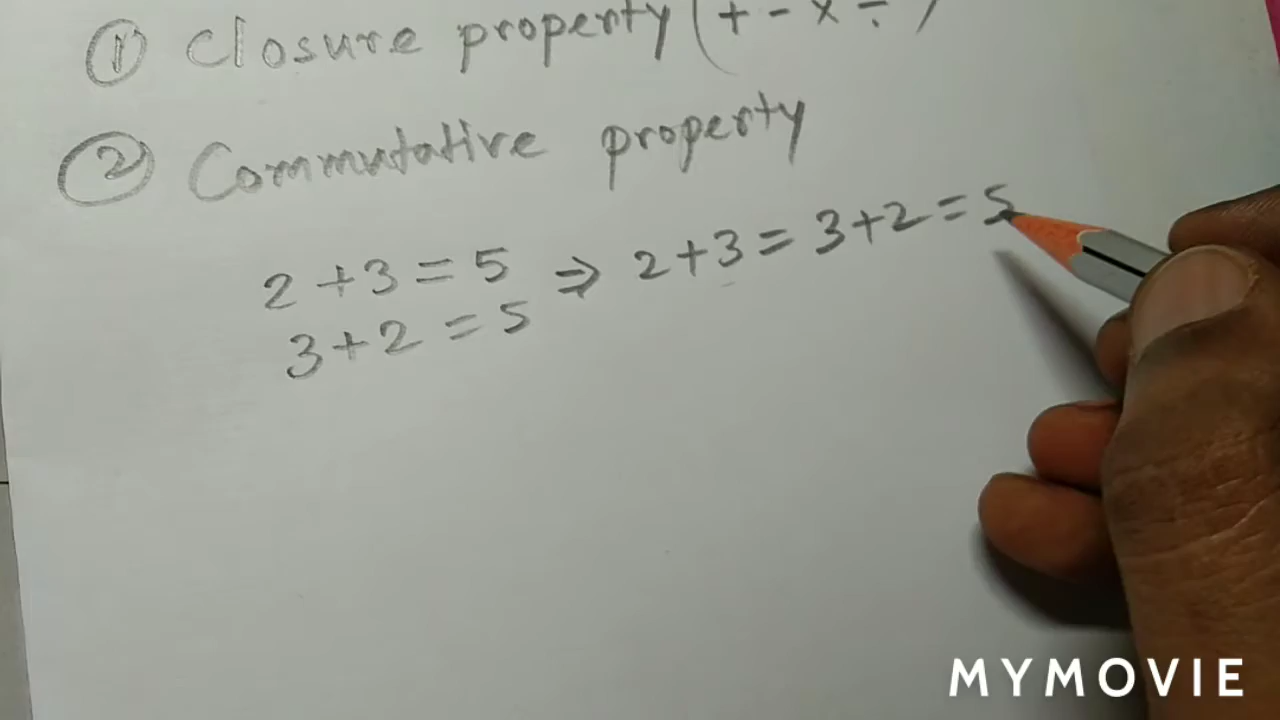 ① Closure property (+ - × ÷)
② Commutative property
2 + 3 = 5 ⇒ 2 + 3 = 3 + 2 = 5
3 + 2 = 5
MYMOVIE